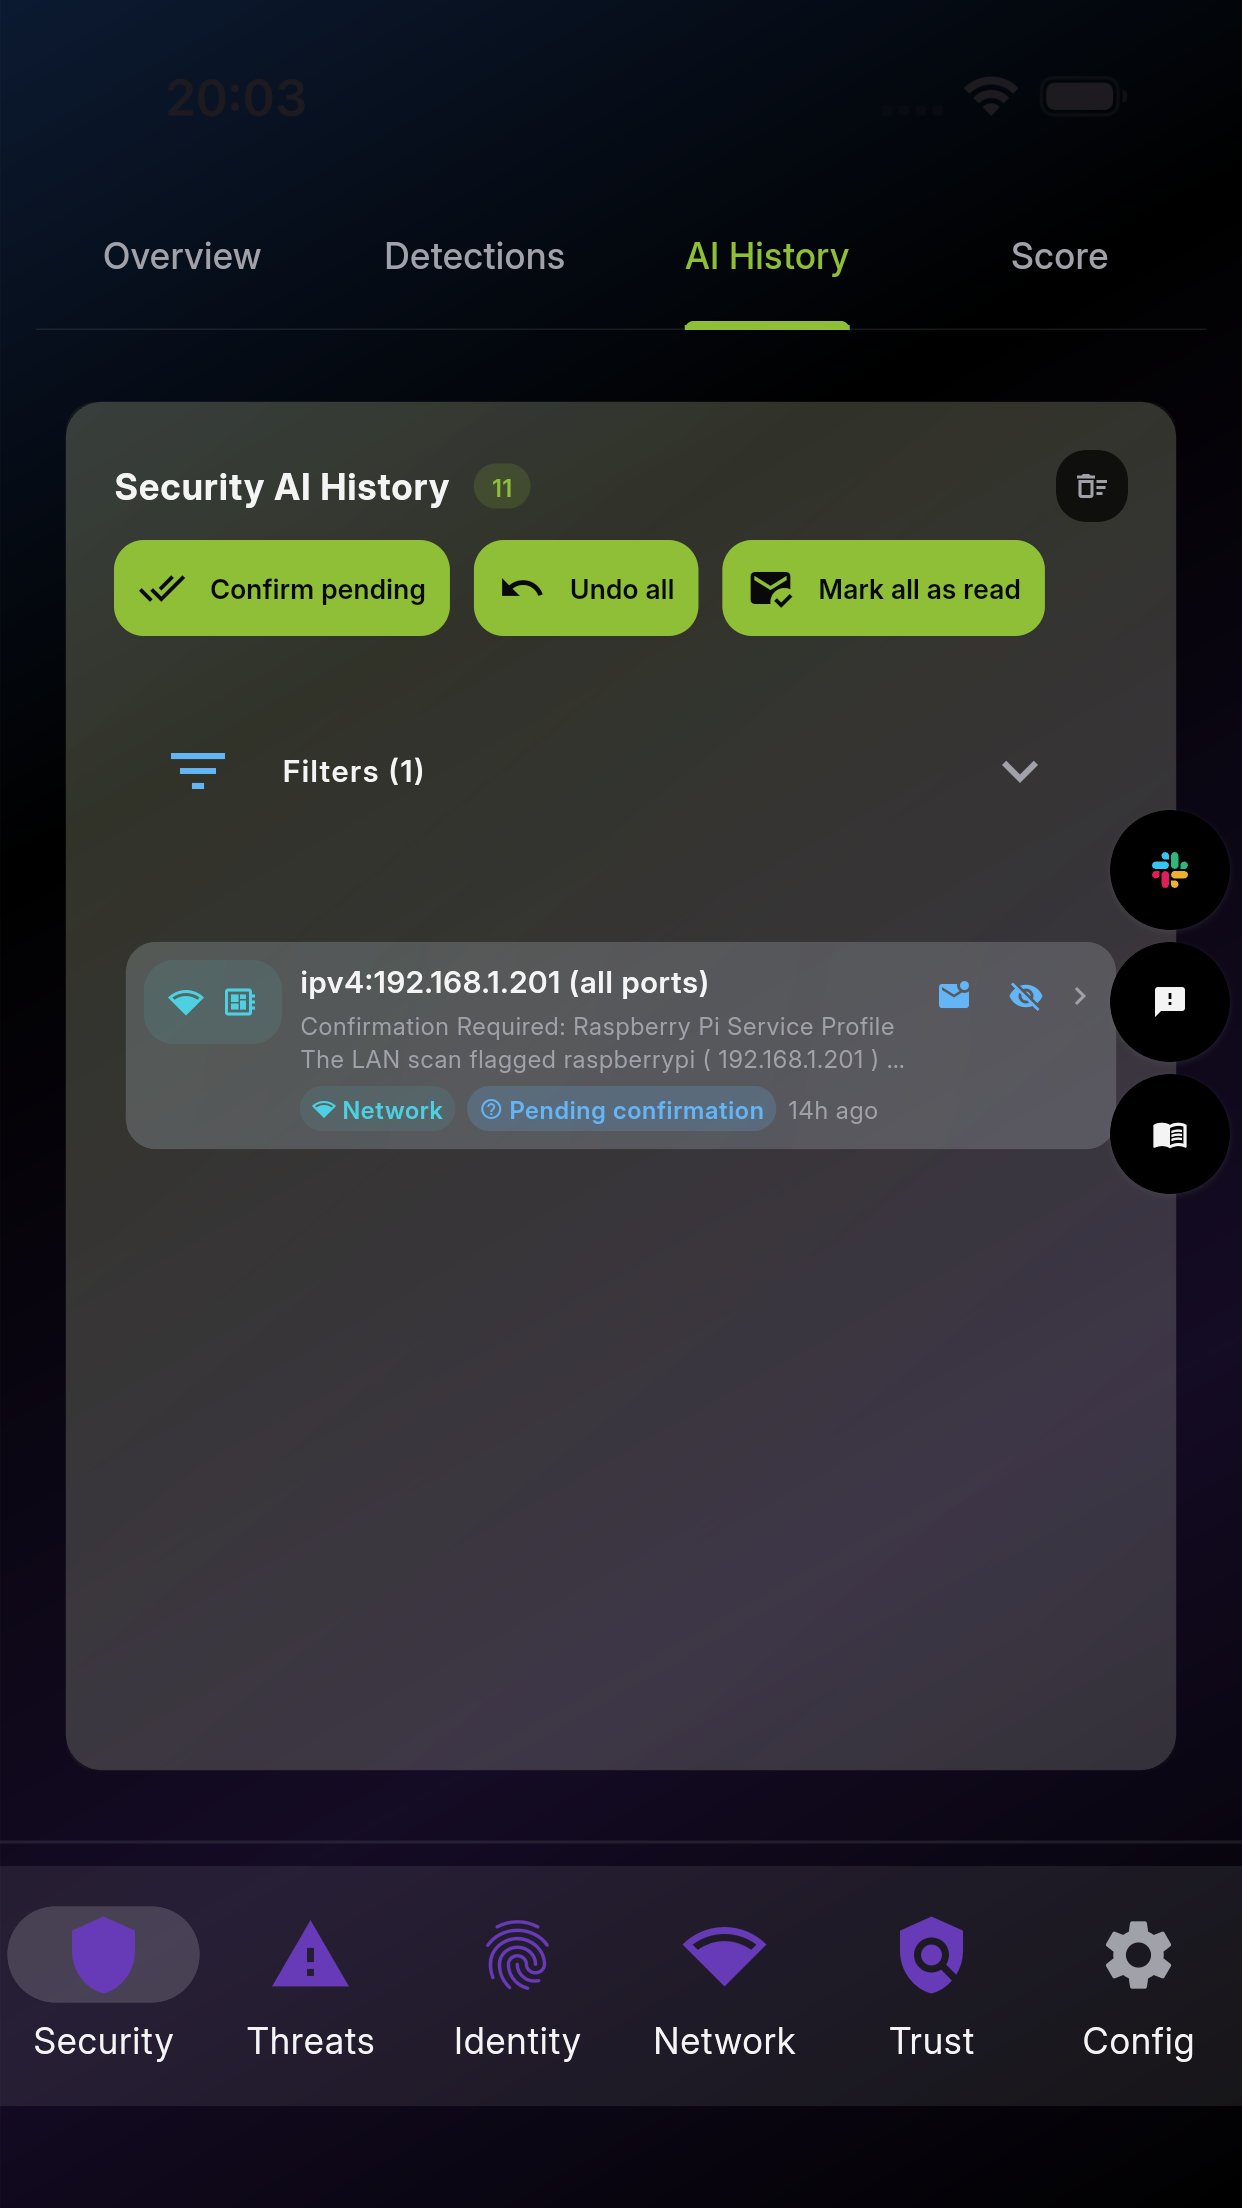 20:03
Overview Detections AI History Score
Security AI History 11
Confirm pending Undo all Mark all as read
Filters (1)
ipv4:192.168.1.201 (all ports)
Confirmation Required: Raspberry Pi Service Profile
The LAN scan flagged raspberrypi ( 192.168.1.201 ) ...
Network Pending confirmation 14h ago
Security Threats Identity Network Trust Config